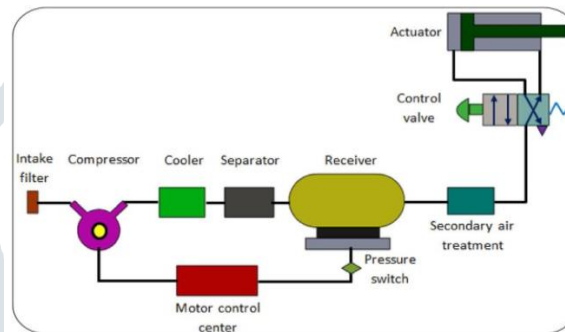 Actuator
Control
valve
Intake
filter
Compressor
Cooler
Separator
Receiver
Secondary air
treatment
Pressure
switch
Motor control
center